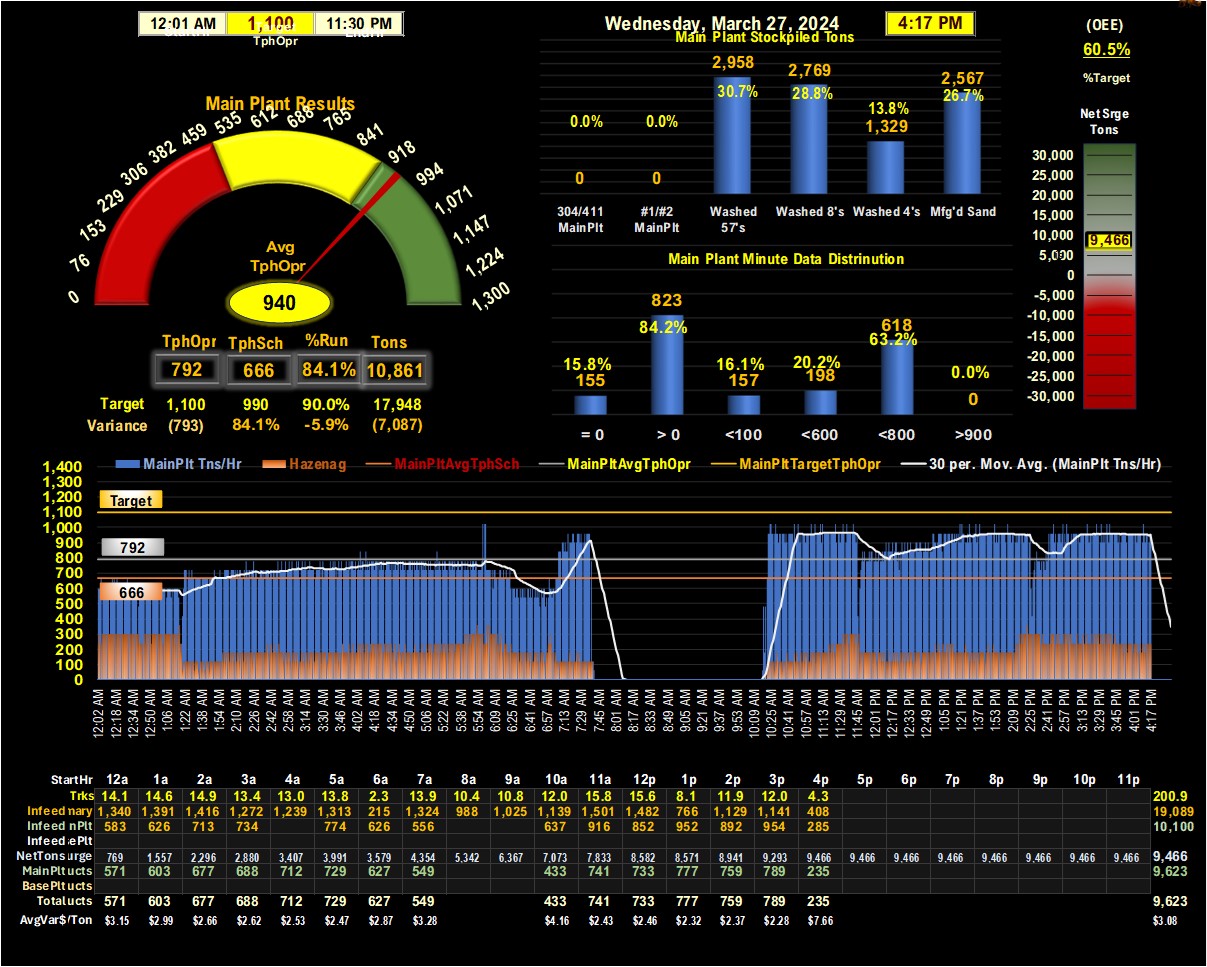 12:01 AM 1,100 11:30 PM
TphOpr
Wednesday, March 27, 2024
4:17 PM
(OEE)
60.5%
%Target
Net Srge
Tons
30,000
25,000
20,000
15,000
10,000
9,466
5,000
0
-5,000
-10,000
-15,000
-20,000
-25,000
-30,000
Main Plant Results
0 76 153 229 306 382 459 535 612 688 765 841 918 994 1,071 1,147 1,224 1,300
Avg
TphOpr
940
TphOpr TphSch %Run Tons
792 666 84.1% 10,861
Target 1,100 990 90.0% 17,948
Variance (793) 84.1% -5.9% (7,087)
Main Plant Stockpiled Tons
2,958 2,769 2,567
30.7% 28.8% 26.7%
0.0% 0.0% 13.8%
1,329
0 0
304/411 #1/#2 Washed Washed 8's Washed 4's Mfg'd Sand
MainPlt MainPlt 57's
Main Plant Minute Data Distrinution
823
84.2%
618
63.2%
15.8% 16.1% 20.2% 0.0%
155 157 198 0
= 0 > 0 <100 <600 <800 >900
MainPlt Tns/Hr Hazenag MainPltAvgTphSch MainPltAvgTphOpr MainPltTargetTphOpr 30 per. Mov. Avg. (MainPlt Tns/Hr)
1,400
1,300
1,200
1,100
1,000
900
800
700
600
500
400
300
200
100
0
Target
792
666
12:02 AM 12:18 AM 12:34 AM 12:50 AM 1:06 AM 1:22 AM 1:38 AM 1:54 AM 2:10 AM 2:26 AM 2:42 AM 2:58 AM 3:14 AM 3:30 AM 3:46 AM 4:02 AM 4:18 AM 4:34 AM 4:50 AM 5:06 AM 5:22 AM 5:38 AM 5:54 AM 6:09 AM 6:25 AM 6:41 AM 6:57 AM 7:13 AM 7:29 AM 7:45 AM 8:01 AM 8:17 AM 8:33 AM 8:49 AM 9:05 AM 9:21 AM 9:37 AM 9:53 AM 10:09 AM 10:25 AM 10:41 AM 10:57 AM 11:13 AM 11:29 AM 11:45 AM 12:01 PM 12:17 PM 12:33 PM 12:49 PM 1:05 PM 1:21 PM 1:37 PM 1:53 PM 2:09 PM 2:25 PM 2:41 PM 2:57 PM 3:13 PM 3:29 PM 3:45 PM 4:01 PM 4:17 PM
StartHr 12a 1a 2a 3a 4a 5a 6a 7a 8a 9a 10a 11a 12p 1p 2p 3p 4p 5p 6p 7p 8p 9p 10p 11p
Trks 14.1 14.6 14.9 13.4 13.0 13.8 2.3 13.9 10.4 10.8 12.0 15.8 15.6 8.1 11.9 12.0 4.3 200.9
Infeed nary 1,340 1,391 1,416 1,272 1,239 1,313 215 1,324 988 1,025 1,139 1,501 1,482 766 1,129 1,141 408 19,089
Infeed nPlt 583 626 713 734 774 626 556 637 916 852 952 892 954 285 10,100
Infeed ePlt
NetTons urge 769 1,557 2,296 2,880 3,407 3,991 3,579 4,354 5,342 6,367 7,073 7,833 8,582 8,571 8,941 9,293 9,466 9,466 9,466 9,466 9,466 9,466 9,466 9,466 9,466
MainPlt ucts 571 603 677 688 712 729 627 549 433 741 733 777 759 789 235 9,623
BasePlt ucts
Total ucts 571 603 677 688 712 729 627 549 433 741 733 777 759 789 235 9,623
AvgVar$/Ton $3.15 $2.99 $2.66 $2.62 $2.53 $2.47 $2.87 $3.28 $4.16 $2.43 $2.46 $2.32 $2.37 $2.28 $7.66 $3.08